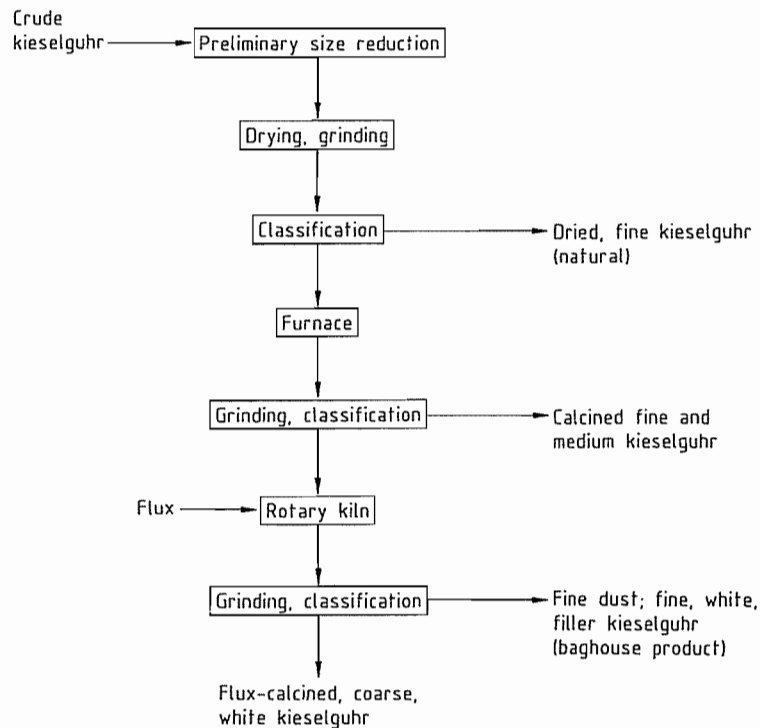 Crude
kieselguhr
Preliminary size reduction
Drying, grinding
Classification
Dried, fine kieselguhr
(natural)
Furnace
Grinding, classification
Calcined fine and
medium kieselguhr
Flux
Rotary kiln
Grinding, classification
Fine dust; fine, white,
filler kieselguhr
(baghouse product)
Flux-calcined, coarse,
white kieselguhr